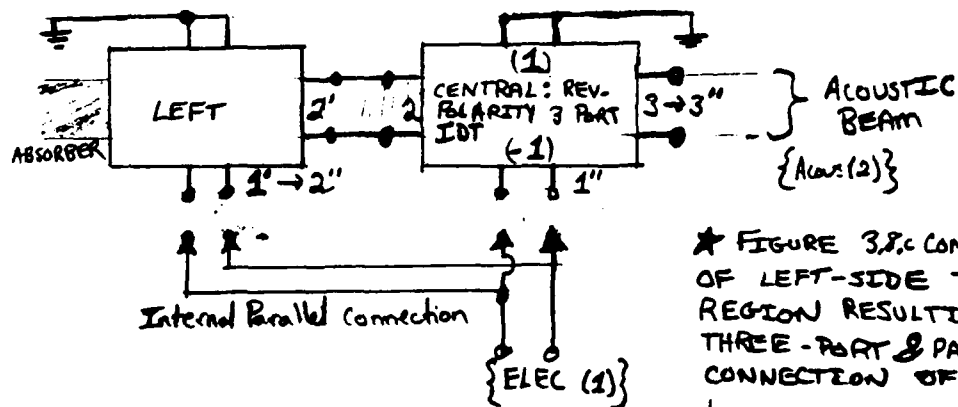 (1)
LEFT
2'
2
CENTRAL: REV.
POLARITY 3 PORT
IDT
(-1)
3→3"
ACOUSTIC
BEAM
{Acous(2)}
ABSORBER
1'→2"
1"
Internal Parallel connection
{ELEC (1)}
★ FIGURE 3.8.c COM
OF LEFT-SIDE T
REGION RESULTI
THREE-PORT & PA
CONNECTION OF